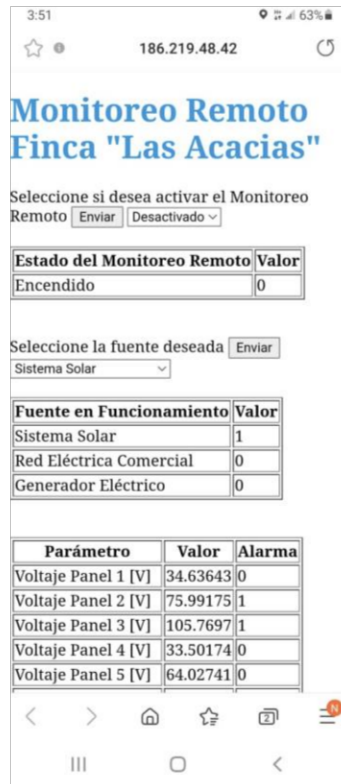 3:51 63%
186.219.48.42
Monitoreo Remoto
Finca "Las Acacias"
Seleccione si desea activar el Monitoreo
Remoto Enviar Desactivado
Estado del Monitoreo Remoto Valor
Encendido 0
Seleccione la fuente deseada Enviar
Sistema Solar
Fuente en Funcionamiento Valor
Sistema Solar 1
Red Eléctrica Comercial 0
Generador Eléctrico 0
Parámetro Valor Alarma
Voltaje Panel 1 [V] 34.63643 0
Voltaje Panel 2 [V] 75.99175 1
Voltaje Panel 3 [V] 105.7697 1
Voltaje Panel 4 [V] 33.50174 0
Voltaje Panel 5 [V] 64.02741 0
2 N